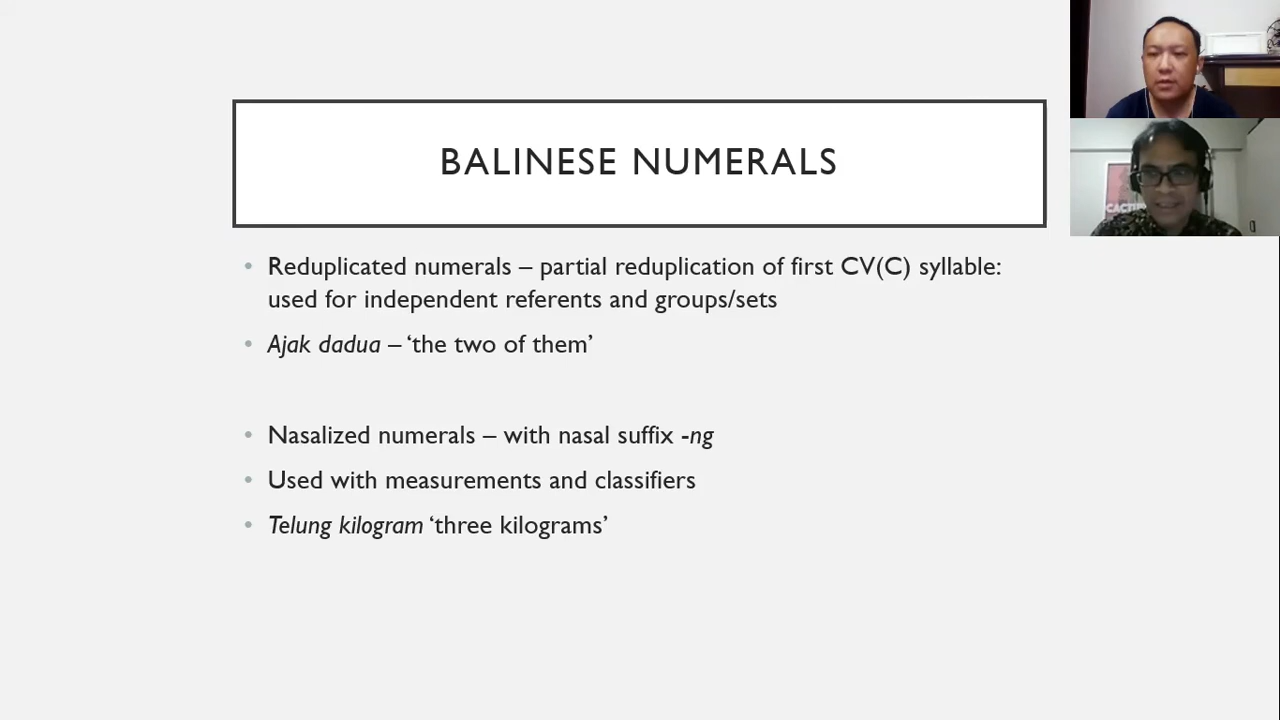 BALINESE NUMERALS
• Reduplicated numerals – partial reduplication of first CV(C) syllable:
used for independent referents and groups/sets
• Ajak dadua – ‘the two of them’
• Nasalized numerals – with nasal suffix -ng
• Used with measurements and classifiers
• Telung kilogram ‘three kilograms’
CACTUS